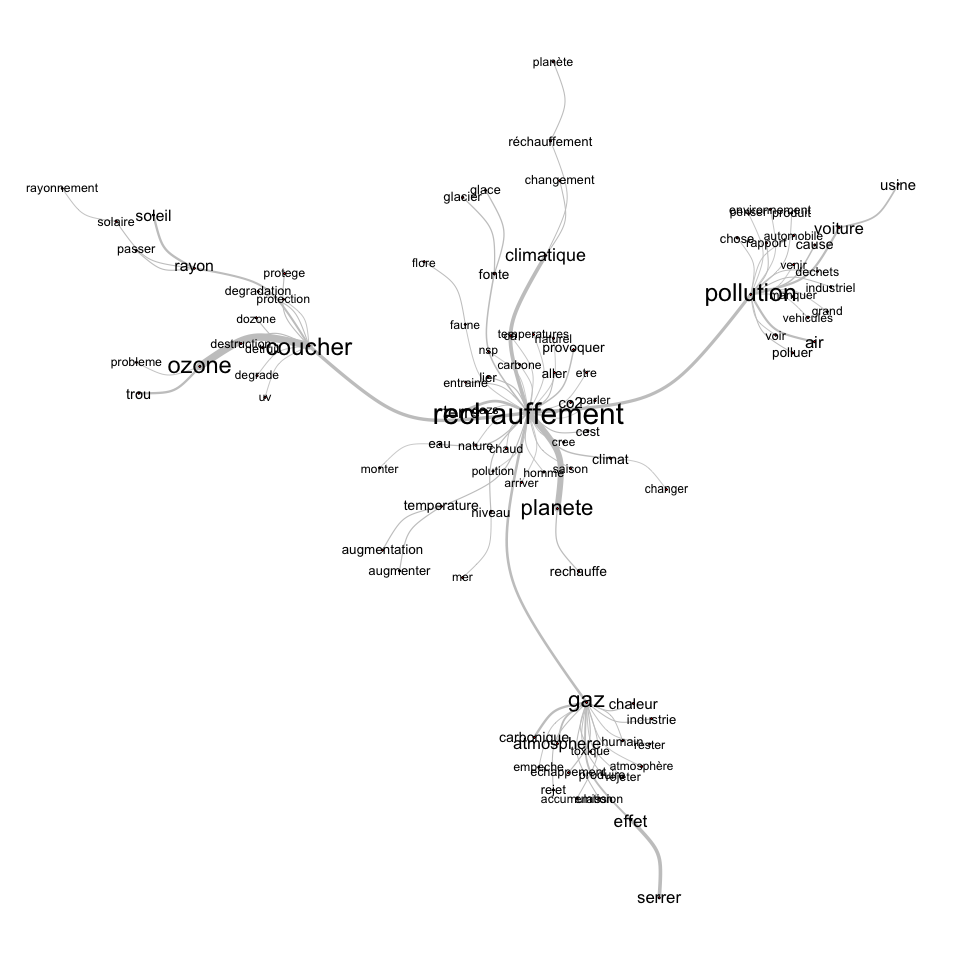 planète
réchauffement
changement
rayonnement
glace
glacier
usine
solaire
soleil
environnement
penser
produit
voiture
passer
chose
automobile
rapport
cause
climatique
flore
rayon
fonte
protege
venir
dechets
degradation
protection
pollution
manquer
industriel
dozone
faune
grand
vehicules
temperatures
naturel
voir
air
destruction
detruit
coucher
nsp
provoquer
polluer
probleme
ozone
carbone
lier
aller
etre
degrade
entraine
trou
uv
co2
parler
terre
gazs
rechauffement
cest
eau
nature
chaud
cree
climat
monter
polution
homme
saison
arriver
changer
temperature
niveau
planete
augmentation
augmenter
mer
rechauffe
gaz
chaleur
industrie
carbonique
atmosphere
humain
rester
toxique
empeche
echappement
atmosphère
produire
rejeter
rejet
accumulation
emission
effet
serrer